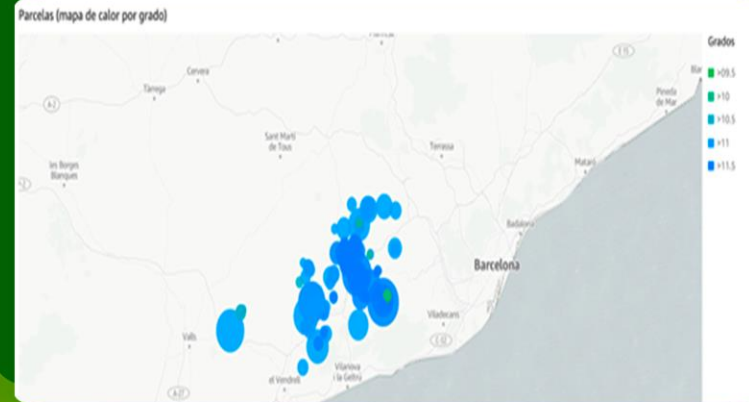 Parcelas (mapa de calor por grado)
Grados
>09.5
>10
>10.5
>11
>11.5
E-15
Pineda
de Mar
Cervera
Tàrrega
A-2
Sant Martí
de Tous
Terrassa
Mataró
les Borges
Blanques
Badalona
Barcelona
Viladecans
Valls
Vilanova
i la Geltrú
el Vendrell